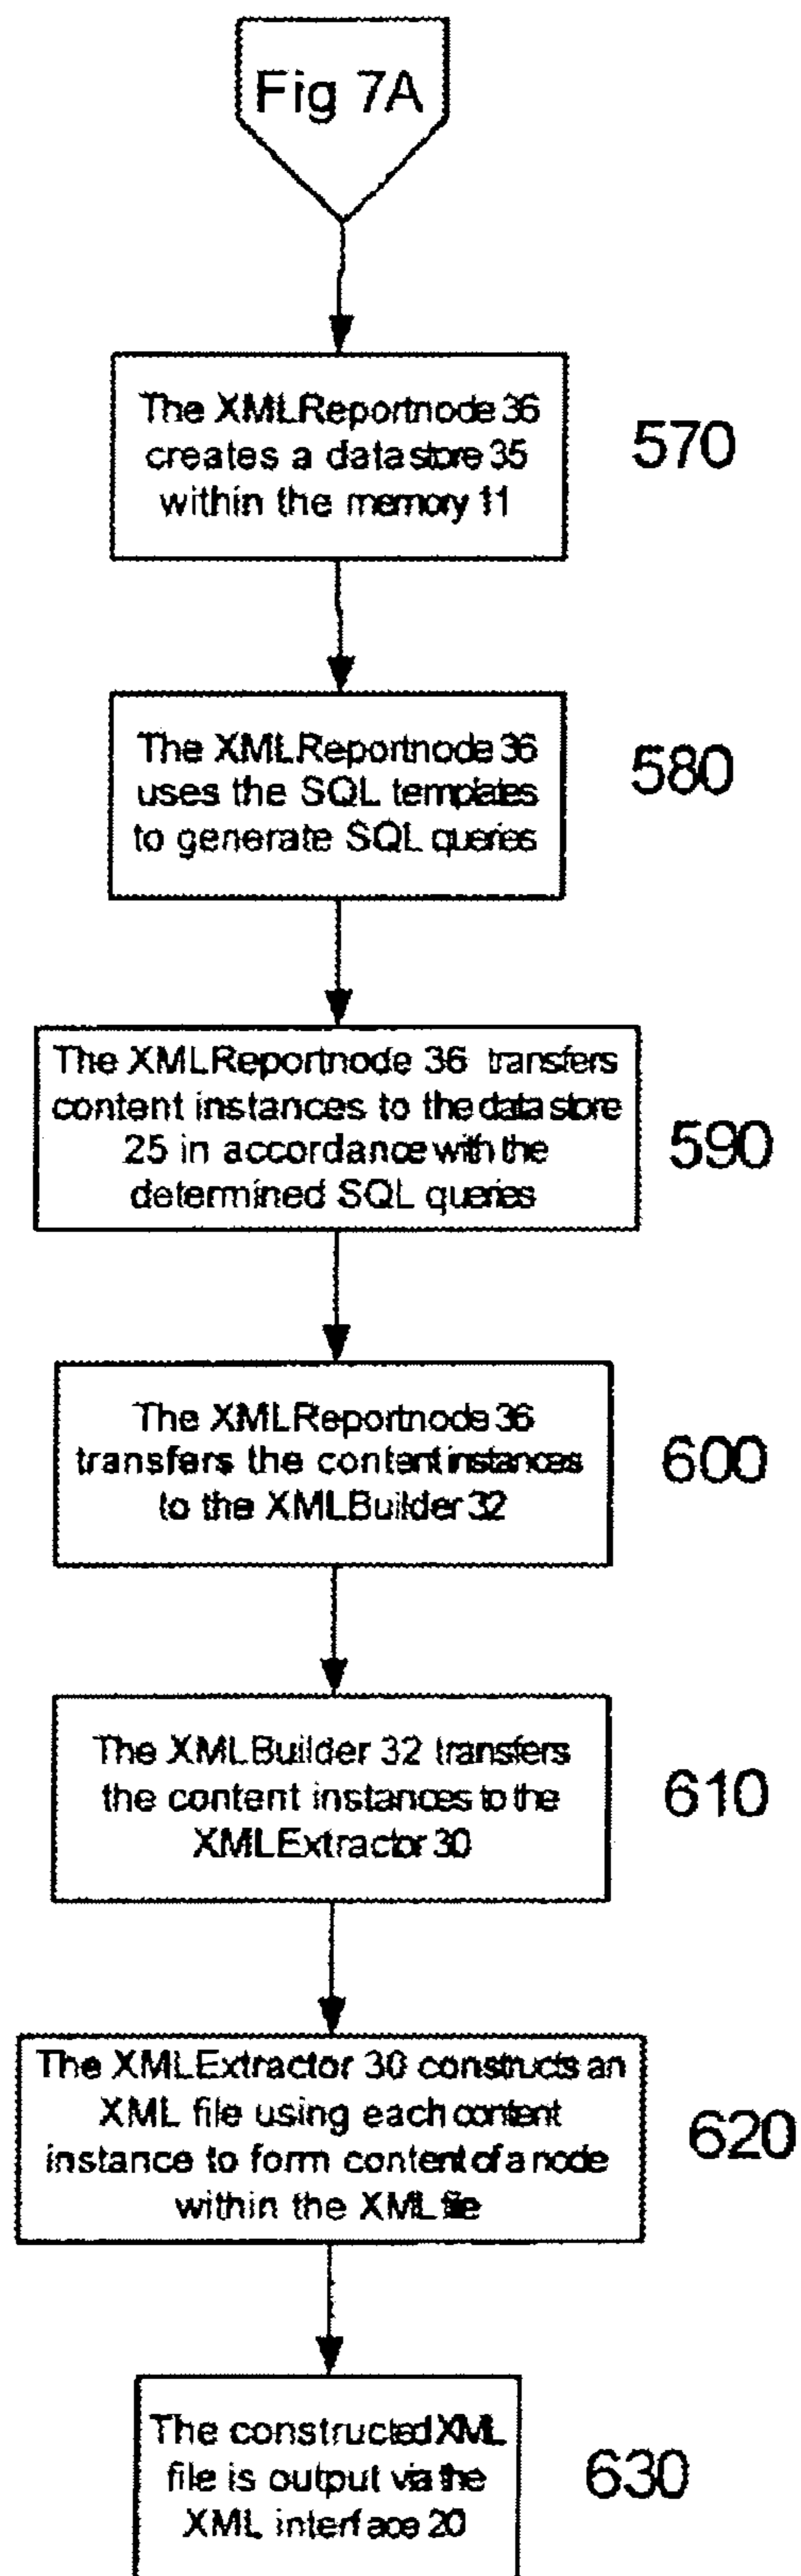 Fig 7A
The XMLReportnode 36
creates a data store 35
within the memory 11
570
The XMLReportnode 36
uses the SQL templates
to generate SQL queries
580
The XMLReportnode 36 transfers
content instances to the data store
25 in accordance with the
determined SQL queries
590
The XMLReportnode 36
transfers the content instances
to the XMLBuilder 32
600
The XMLBuilder 32 transfers
the content instances to the
XMLExtractor 30
610
The XMLExtractor 30 constructs an
XML file using each content
instance to form content of a node
within the XML file
620
The constructed XML
file is output via the
XML interface 20
630